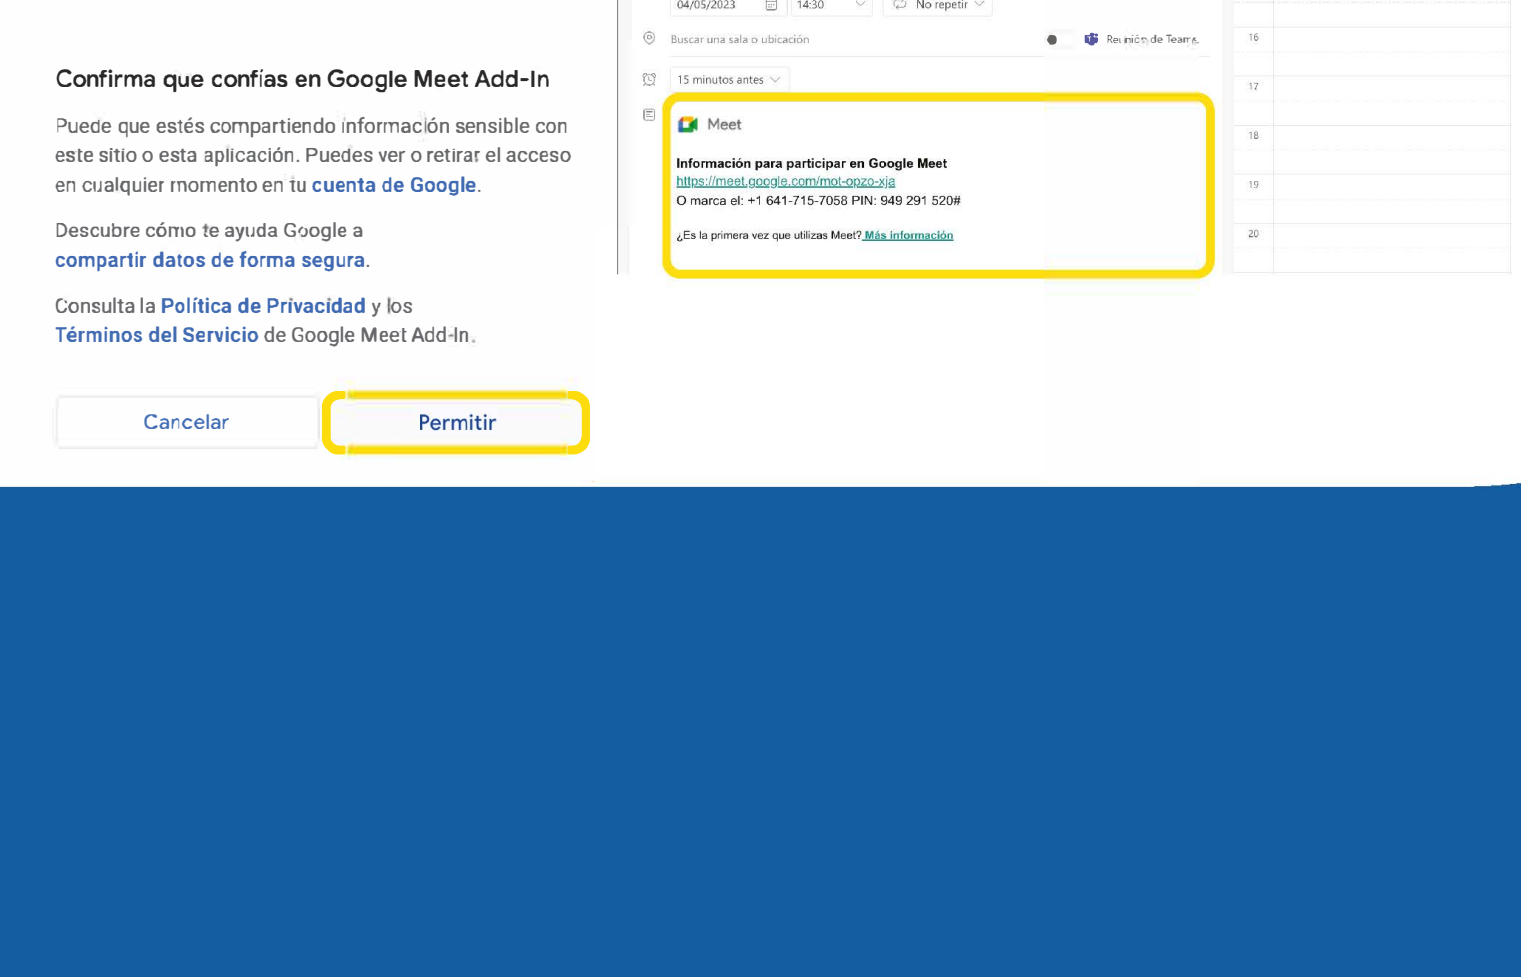 Confirma que confías en Google Meet Add-In
Puede que estés compartiendo información sensible con
este sitio o esta aplicación. Puedes ver o retirar el acceso
en cualquier momento en tu cuenta de Google.
Descubre cómo te ayuda Google a
compartir datos de forma segura.
Consulta la Política de Privacidad y los
Términos del Servicio de Google Meet Add-In.
Cancelar
Permitir
04/05/2023
14:30
No repetir
Buscar una sala o ubicación
Reunión de Teams
15 minutos antes
Meet
Información para participar en Google Meet
https://meet.google.com/mot-opzo-xja
O marca el: +1 641-715-7058 PIN: 949 291 520#
¿Es la primera vez que utilizas Meet? Más información
16
17
18
19
20